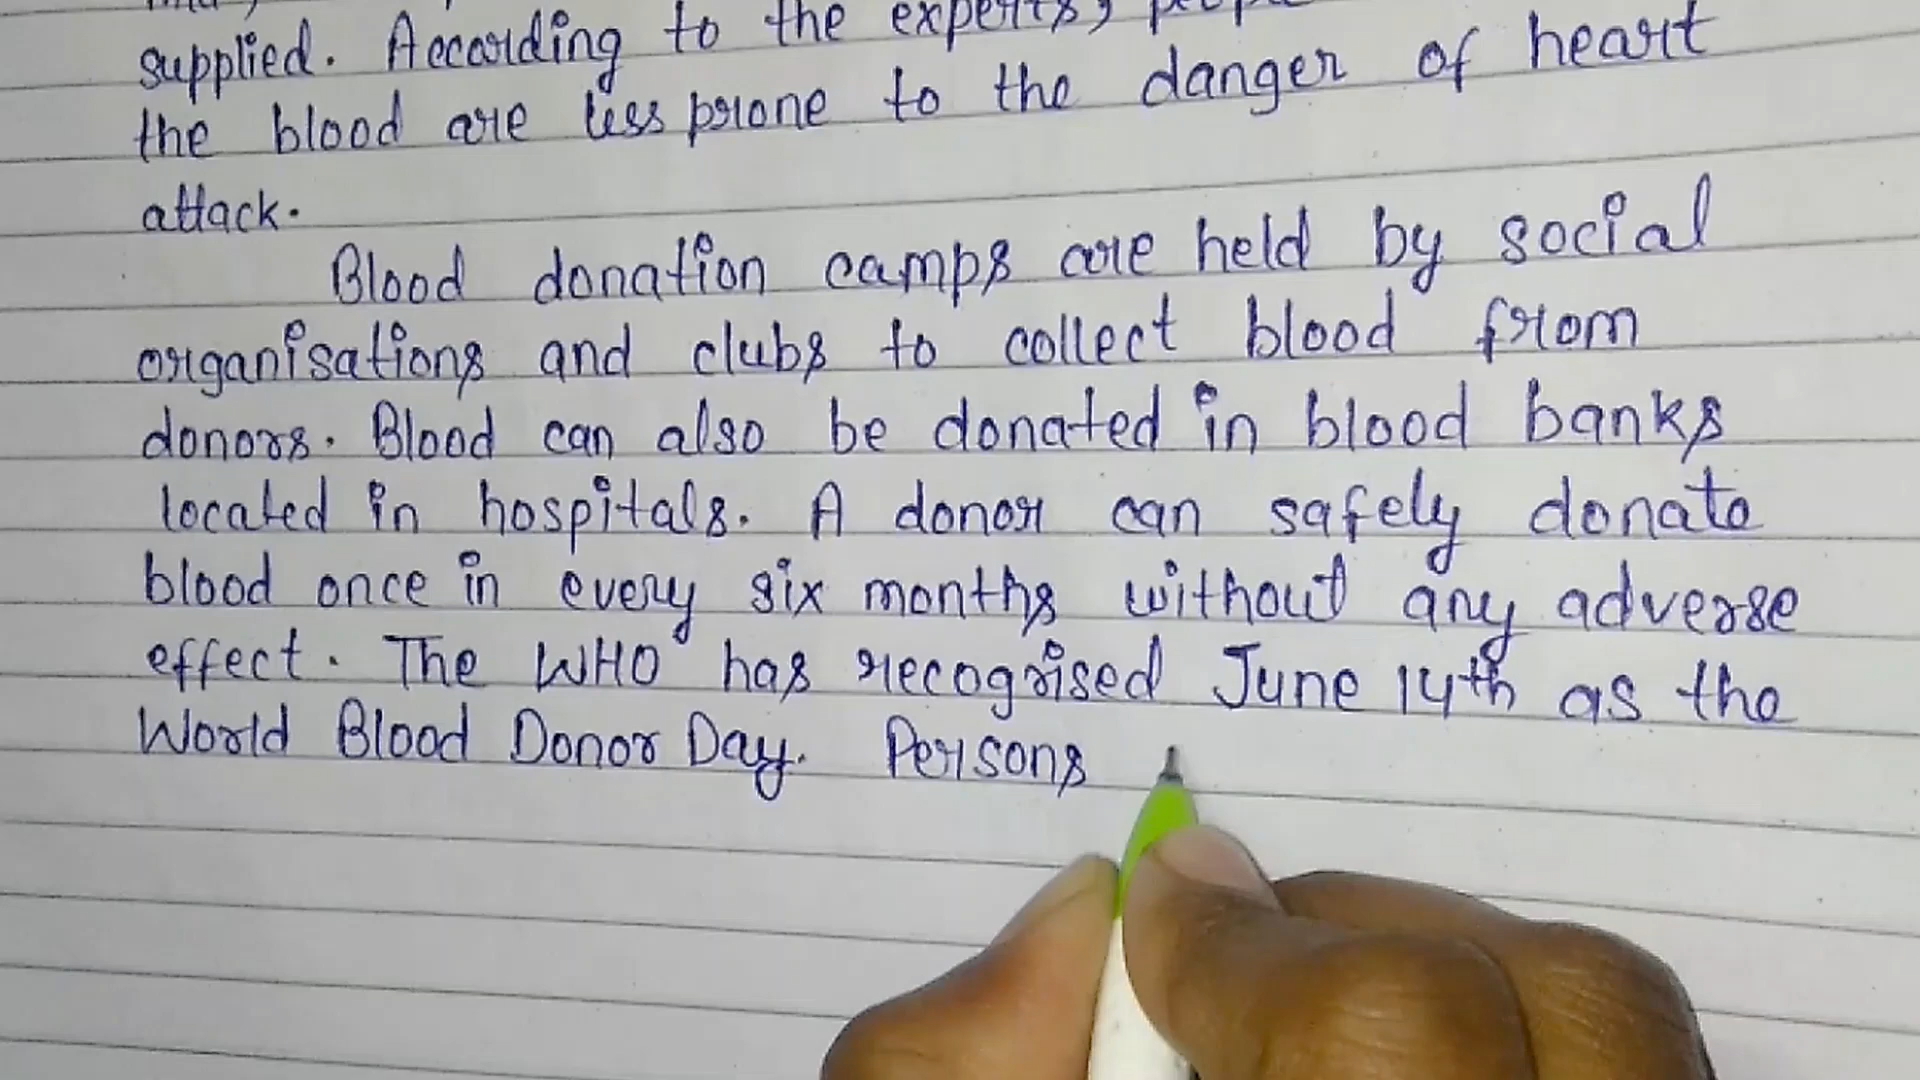 supplied. According to the experts,
the blood are less prone to the danger of heart
attack.
Blood donation camps are held by social
organisations and clubs to collect blood from
donors. Blood can also be donated in blood banks
located in hospitals. A donor can safely donate
blood once in every six months without any adverse
effect. The WHO has recognised June 14th as the
World Blood Donor Day. Persons